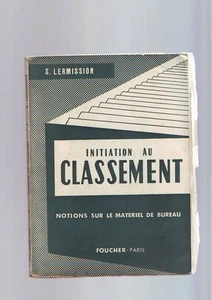 S. LERMISSION
INITIATION AU
CLASSEMENT
NOTIONS SUR LE MATERIEL DE BUREAU
FOUCHER - PARIS